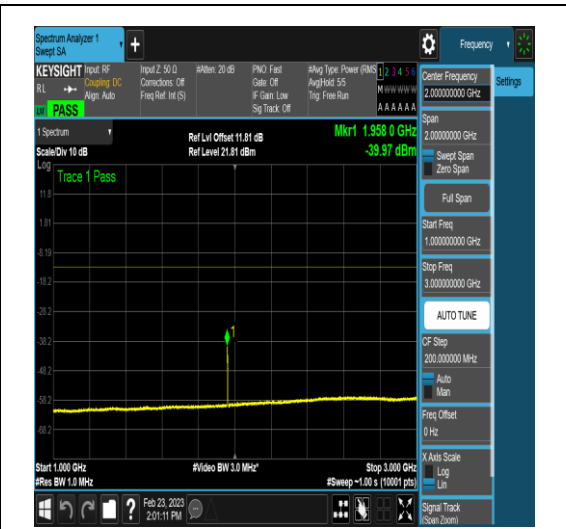 Spectrum Analyzer 1
Swept SA
Frequency
KEYSIGHT
RL
PASS
Input: RF
Coupling: DC
Align: Auto
Input Z: 50 Ω
Corrections: Off
Freq Ref: Int (S)
#Atten: 20 dB
PNO: Fast
Gate: Off
IF Gain: Low
Sig Track: Off
#Avg Type: Power (RMS
Avg|Hold: 5/5
Trig: Free Run
1 2 3 4 5 6
M W W W W W
A A A A A A
Center Frequency
2.000000000 GHz
Settings
Span
2.00000000 GHz
Swept Span
Zero Span
Full Span
Start Freq
1.000000000 GHz
Stop Freq
3.000000000 GHz
AUTO TUNE
CF Step
200.000000 MHz
Auto
Man
Freq Offset
0 Hz
X Axis Scale
Log
Lin
Signal Track
(Span Zoom)
1 Spectrum
Scale/Div 10 dB
Ref Lvl Offset 11.81 dB
Ref Level 21.81 dBm
Mkr1 1.958 0 GHz
-39.97 dBm
Log
Trace 1 Pass
11.8
1.81
-8.19
-18.2
-28.2
-38.2
-48.2
-58.2
-68.2
1
Start 1.000 GHz
#Res BW 1.0 MHz
#Video BW 3.0 MHz*
Stop 3.000 GHz
#Sweep ~1.00 s (10001 pts)
?
Feb 23, 2023
2:01:11 PM